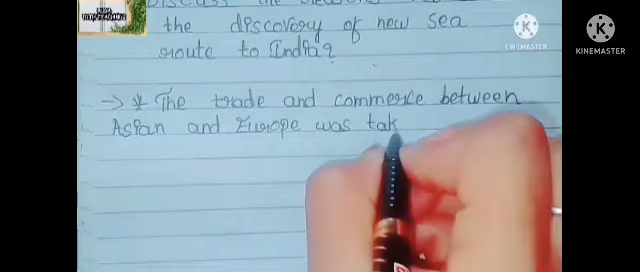 the discovery of new sea
route to India?
→ * The trade and commerce between
Asian and Europe was tak
KINEMASTER
KINEMASTER